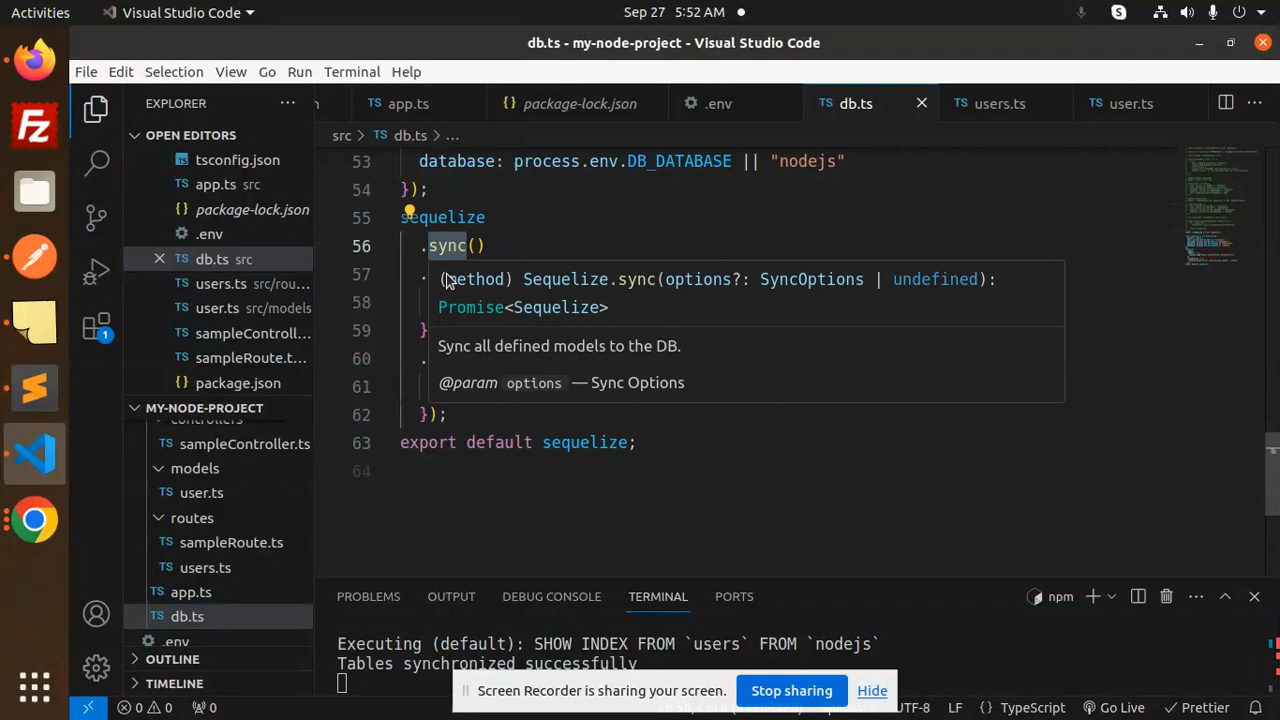 Activities
Visual Studio Code
Sep 27 5:52 AM
db.ts - my-node-project - Visual Studio Code
File Edit Selection View Go Run Terminal Help
EXPLORER
app.ts
package-lock.json
.env
db.ts
users.ts
user.ts
OPEN EDITORS
tsconfig.json
app.ts src
package-lock.json
.env
db.ts src
users.ts src/rou...
user.ts src/models
sampleControll...
sampleRoute.t...
package.json
MY-NODE-PROJECT
controllers
sampleController.ts
models
user.ts
routes
sampleRoute.ts
users.ts
app.ts
db.ts
.env
OUTLINE
TIMELINE
src > db.ts > ...
53 database: process.env.DB_DATABASE || "nodejs"
54 });
55 sequelize
56 .sync()
57 .
58
59 }
60 .
61
62 });
63 export default sequelize;
64
(method) Sequelize.sync(options?: SyncOptions | undefined):
Promise<Sequelize>
Sync all defined models to the DB.
@param options — Sync Options
PROBLEMS OUTPUT DEBUG CONSOLE TERMINAL PORTS
npm
Executing (default): SHOW INDEX FROM `users` FROM `nodejs`
Tables synchronized successfully
Screen Recorder is sharing your screen.
Stop sharing
Hide
0 0 0
UTF-8 LF TypeScript Go Live Prettier